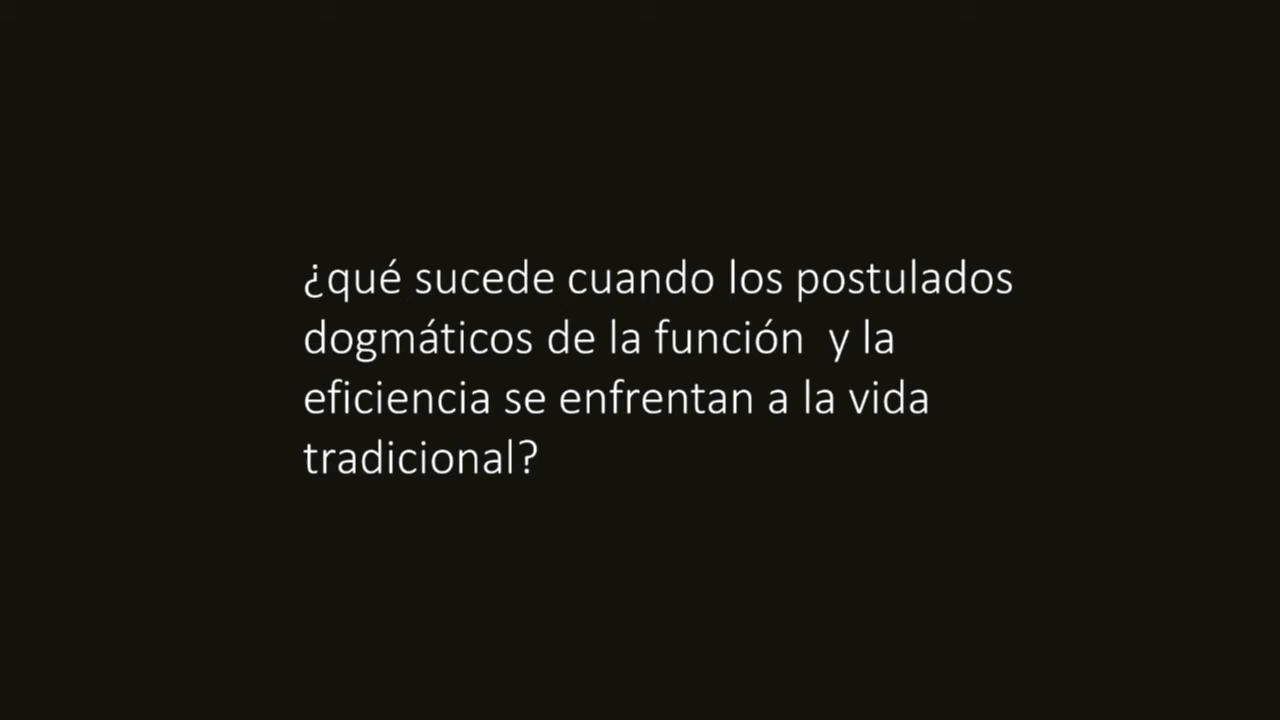 ¿qué sucede cuando los postulados
dogmáticos de la función  y la
eficiencia se enfrentan a la vida
tradicional?